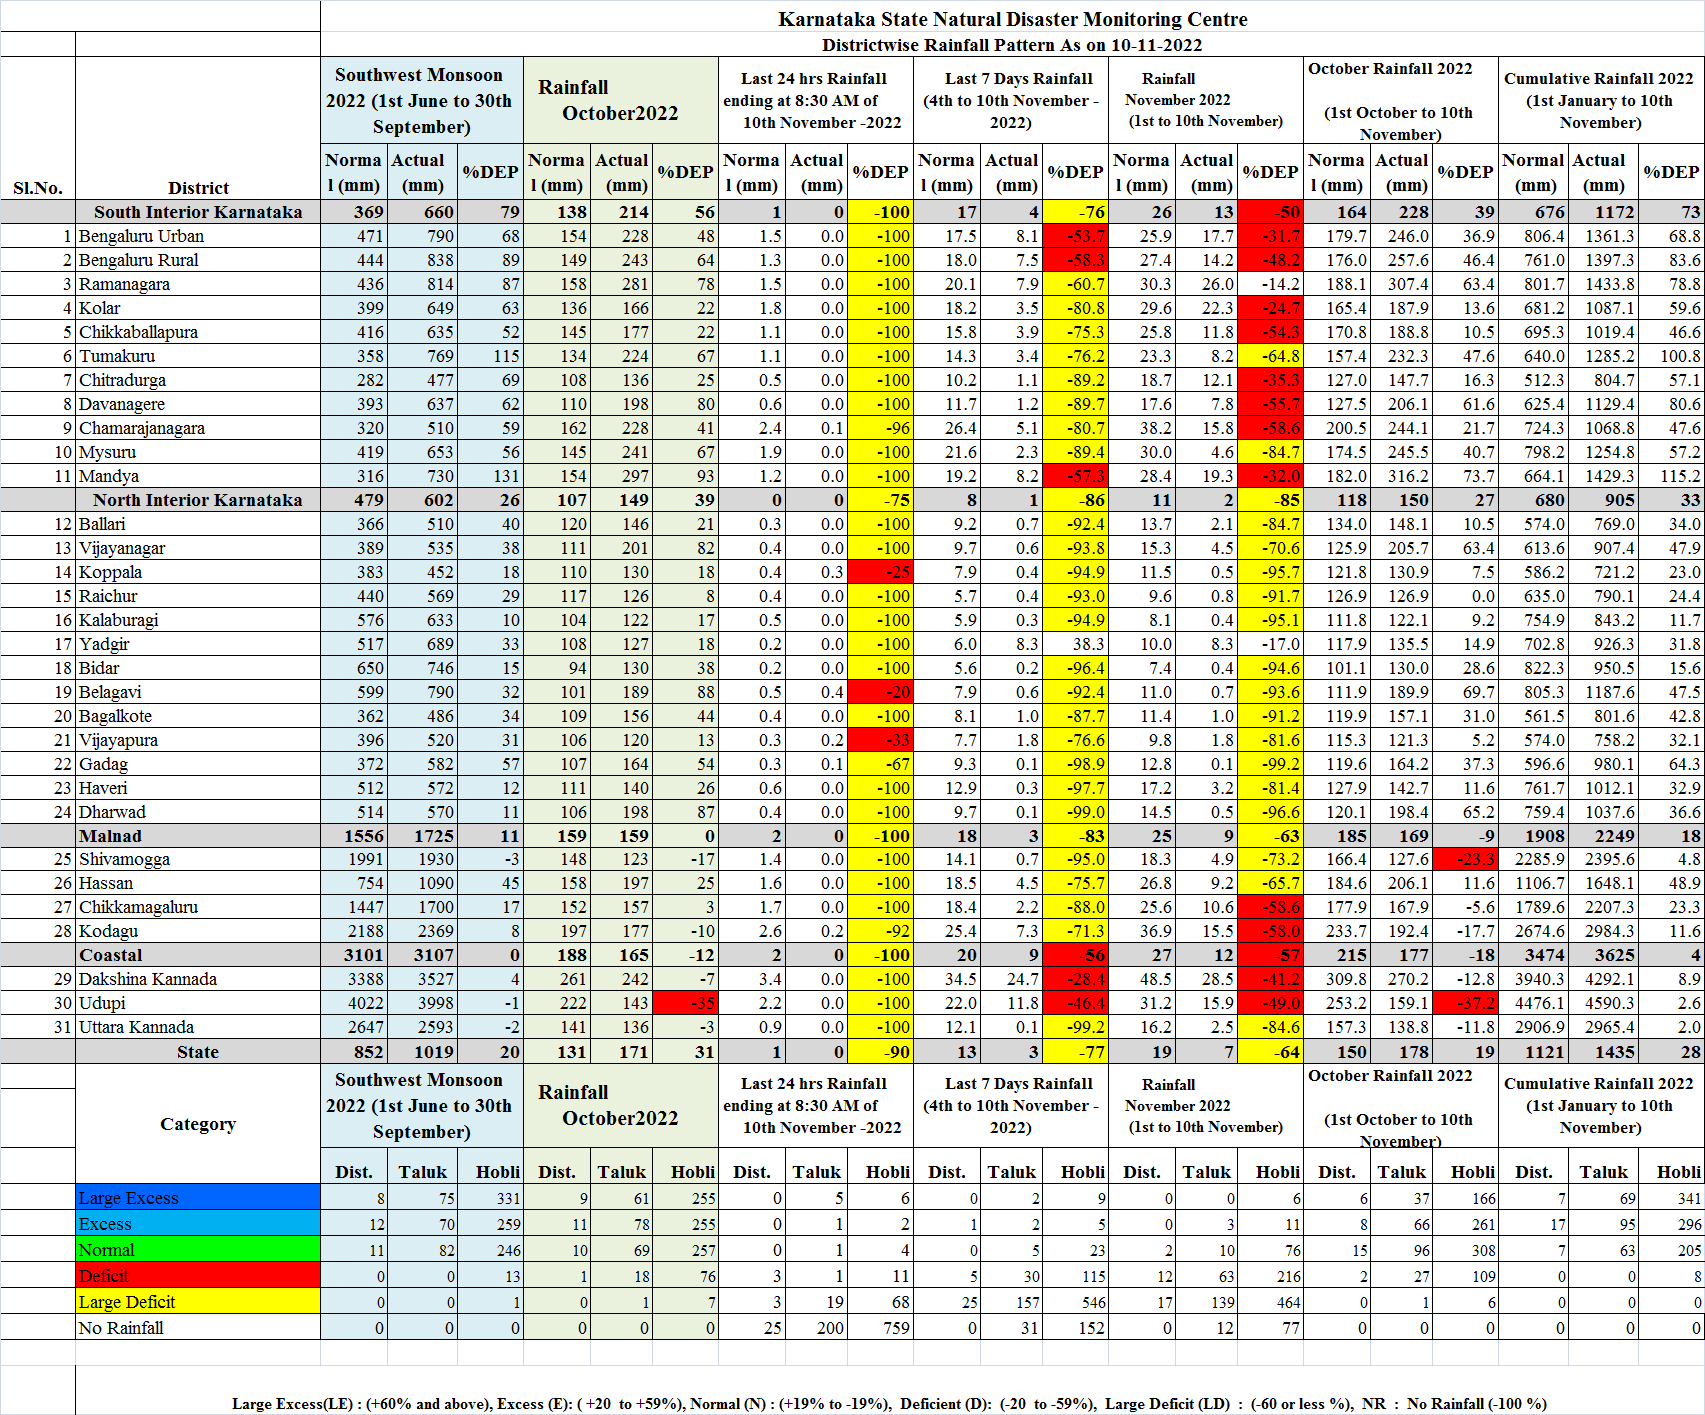 Karnataka State Natural Disaster Monitoring Centre
Districtwise Rainfall Pattern As on 10-11-2022
Sl.No. District Southwest Monsoon 2022 (1st June to 30th September) Rainfall October2022 Last 24 hrs Rainfall ending at 8:30 AM of 10th November -2022 Last 7 Days Rainfall (4th to 10th November - 2022) Rainfall November 2022 (1st to 10th November) October Rainfall 2022 (1st October to 10th November) Cumulative Rainfall 2022 (1st January to 10th November)
Normal (mm) Actual (mm) %DEP Normal (mm) Actual (mm) %DEP Normal (mm) Actual (mm) %DEP Normal (mm) Actual (mm) %DEP Normal (mm) Actual (mm) %DEP Normal (mm) Actual (mm) %DEP Normal (mm) Actual (mm) %DEP
South Interior Karnataka 369 660 79 138 214 56 1 0 -100 17 4 -76 26 13 -50 164 228 39 676 1172 73
1 Bengaluru Urban 471 790 68 154 228 48 1.5 0.0 -100 17.5 8.1 -53.7 25.9 17.7 -31.7 179.7 246.0 36.9 806.4 1361.3 68.8
2 Bengaluru Rural 444 838 89 149 243 64 1.3 0.0 -100 18.0 7.5 -58.3 27.4 14.2 -48.2 176.0 257.6 46.4 761.0 1397.3 83.6
3 Ramanagara 436 814 87 158 281 78 1.5 0.0 -100 20.1 7.9 -60.7 30.3 26.0 -14.2 188.1 307.4 63.4 801.7 1433.8 78.8
4 Kolar 399 649 63 136 166 22 1.8 0.0 -100 18.2 3.5 -80.8 29.6 22.3 -24.7 165.4 187.9 13.6 681.2 1087.1 59.6
5 Chikkaballapura 416 635 52 145 177 22 1.1 0.0 -100 15.8 3.9 -75.3 25.8 11.8 -54.3 170.8 188.8 10.5 695.3 1019.4 46.6
6 Tumakuru 358 769 115 134 224 67 1.1 0.0 -100 14.3 3.4 -76.2 23.3 8.2 -64.8 157.4 232.3 47.6 640.0 1285.2 100.8
7 Chitradurga 282 477 69 108 136 25 0.5 0.0 -100 10.2 1.1 -89.2 18.7 12.1 -35.3 127.0 147.7 16.3 512.3 804.7 57.1
8 Davanagere 393 637 62 110 198 80 0.6 0.0 -100 11.7 1.2 -89.7 17.6 7.8 -55.7 127.5 206.1 61.6 625.4 1129.4 80.6
9 Chamarajanagara 320 510 59 162 228 41 2.4 0.1 -96 26.4 5.1 -80.7 38.2 15.8 -58.6 200.5 244.1 21.7 724.3 1068.8 47.6
10 Mysuru 419 653 56 145 241 67 1.9 0.0 -100 21.6 2.3 -89.4 30.0 4.6 -84.7 174.5 245.5 40.7 798.2 1254.8 57.2
11 Mandya 316 730 131 154 297 93 1.2 0.0 -100 19.2 8.2 -57.3 28.4 19.3 -32.0 182.0 316.2 73.7 664.1 1429.3 115.2
North Interior Karnataka 479 602 26 107 149 39 0 0 -75 8 1 -86 11 2 -85 118 150 27 680 905 33
12 Ballari 366 510 40 120 146 21 0.3 0.0 -100 9.2 0.7 -92.4 13.7 2.1 -84.7 134.0 148.1 10.5 574.0 769.0 34.0
13 Vijayanagar 389 535 38 111 201 82 0.4 0.0 -100 9.7 0.6 -93.8 15.3 4.5 -70.6 125.9 205.7 63.4 613.6 907.4 47.9
14 Koppala 383 452 18 110 130 18 0.4 0.3 -25 7.9 0.4 -94.9 11.5 0.5 -95.7 121.8 130.9 7.5 586.2 721.2 23.0
15 Raichur 440 569 29 117 126 8 0.4 0.0 -100 5.7 0.4 -93.0 9.6 0.8 -91.7 126.9 126.9 0.0 635.0 790.1 24.4
16 Kalaburagi 576 633 10 104 122 17 0.5 0.0 -100 5.9 0.3 -94.9 8.1 0.4 -95.1 111.8 122.1 9.2 754.9 843.2 11.7
17 Yadgir 517 689 33 108 127 18 0.2 0.0 -100 6.0 8.3 38.3 10.0 8.3 -17.0 117.9 135.5 14.9 702.8 926.3 31.8
18 Bidar 650 746 15 94 130 38 0.2 0.0 -100 5.6 0.2 -96.4 7.4 0.4 -94.6 101.1 130.0 28.6 822.3 950.5 15.6
19 Belagavi 599 790 32 101 189 88 0.5 0.4 -20 7.9 0.6 -92.4 11.0 0.7 -93.6 111.9 189.9 69.7 805.3 1187.6 47.5
20 Bagalkote 362 486 34 109 156 44 0.4 0.0 -100 8.1 1.0 -87.7 11.4 1.0 -91.2 119.9 157.1 31.0 561.5 801.6 42.8
21 Vijayapura 396 520 31 106 120 13 0.3 0.2 -33 7.7 1.8 -76.6 9.8 1.8 -81.6 115.3 121.3 5.2 574.0 758.2 32.1
22 Gadag 372 582 57 107 164 54 0.3 0.1 -67 9.3 0.1 -98.9 12.8 0.1 -99.2 119.6 164.2 37.3 596.6 980.1 64.3
23 Haveri 512 572 12 111 140 26 0.6 0.0 -100 12.9 0.3 -97.7 17.2 3.2 -81.4 127.9 142.7 11.6 761.7 1012.1 32.9
24 Dharwad 514 570 11 106 198 87 0.4 0.0 -100 9.7 0.1 -99.0 14.5 0.5 -96.6 120.1 198.4 65.2 759.4 1037.6 36.6
Malnad 1556 1725 11 159 159 0 2 0 -100 18 3 -83 25 9 -63 185 169 -9 1908 2249 18
25 Shivamogga 1991 1930 -3 148 123 -17 1.4 0.0 -100 14.1 0.7 -95.0 18.3 4.9 -73.2 166.4 127.6 -23.3 2285.9 2395.6 4.8
26 Hassan 754 1090 45 158 197 25 1.6 0.0 -100 18.5 4.5 -75.7 26.8 9.2 -65.7 184.6 206.1 11.6 1106.7 1648.1 48.9
27 Chikkamagaluru 1447 1700 17 152 157 3 1.7 0.0 -100 18.4 2.2 -88.0 25.6 10.6 -58.6 177.9 167.9 -5.6 1789.6 2207.3 23.3
28 Kodagu 2188 2369 8 197 177 -10 2.6 0.2 -92 25.4 7.3 -71.3 36.9 15.5 -58.0 233.7 192.4 -17.7 2674.6 2984.3 11.6
Coastal 3101 3107 0 188 165 -12 2 0 -100 20 9 -56 27 12 -57 215 177 -18 3474 3625 4
29 Dakshina Kannada 3388 3527 4 261 242 -7 3.4 0.0 -100 34.5 24.7 -28.4 48.5 28.5 -41.2 309.8 270.2 -12.8 3940.3 4292.1 8.9
30 Udupi 4022 3998 -1 222 143 -35 2.2 0.0 -100 22.0 11.8 -46.4 31.2 15.9 -49.0 253.2 159.1 -37.2 4476.1 4590.3 2.6
31 Uttara Kannada 2647 2593 -2 141 136 -3 0.9 0.0 -100 12.1 0.1 -99.2 16.2 2.5 -84.6 157.3 138.8 -11.8 2906.9 2965.4 2.0
State 852 1019 20 131 171 31 1 0 -90 13 3 -77 19 7 -64 150 178 19 1121 1435 28
Category Southwest Monsoon 2022 (1st June to 30th September) Rainfall October2022 Last 24 hrs Rainfall ending at 8:30 AM of 10th November -2022 Last 7 Days Rainfall (4th to 10th November - 2022) Rainfall November 2022 (1st to 10th November) October Rainfall 2022 (1st October to 10th November) Cumulative Rainfall 2022 (1st January to 10th November)
Dist. Taluk Hobli Dist. Taluk Hobli Dist. Taluk Hobli Dist. Taluk Hobli Dist. Taluk Hobli Dist. Taluk Hobli Dist. Taluk Hobli
Large Excess 8 75 331 9 61 255 0 5 6 0 2 9 0 0 6 6 37 166 7 69 341
Excess 12 70 259 11 78 255 0 1 2 1 2 5 0 3 11 8 66 261 17 95 296
Normal 11 82 246 10 69 257 0 1 4 0 5 23 2 10 76 15 96 308 7 63 205
Deficit 0 0 13 1 18 76 3 1 11 5 30 115 12 63 216 2 27 109 0 0 8
Large Deficit 0 0 1 0 1 7 3 19 68 25 157 546 17 139 464 0 1 6 0 0 0
No Rainfall 0 0 0 0 0 0 25 200 759 0 31 152 0 12 77 0 0 0 0 0 0
Large Excess(LE) : (+60% and above), Excess (E): ( +20 to +59%), Normal (N) : (+19% to -19%), Deficient (D): (-20 to -59%), Large Deficit (LD) : (-60 or less %), NR : No Rainfall (-100 %)